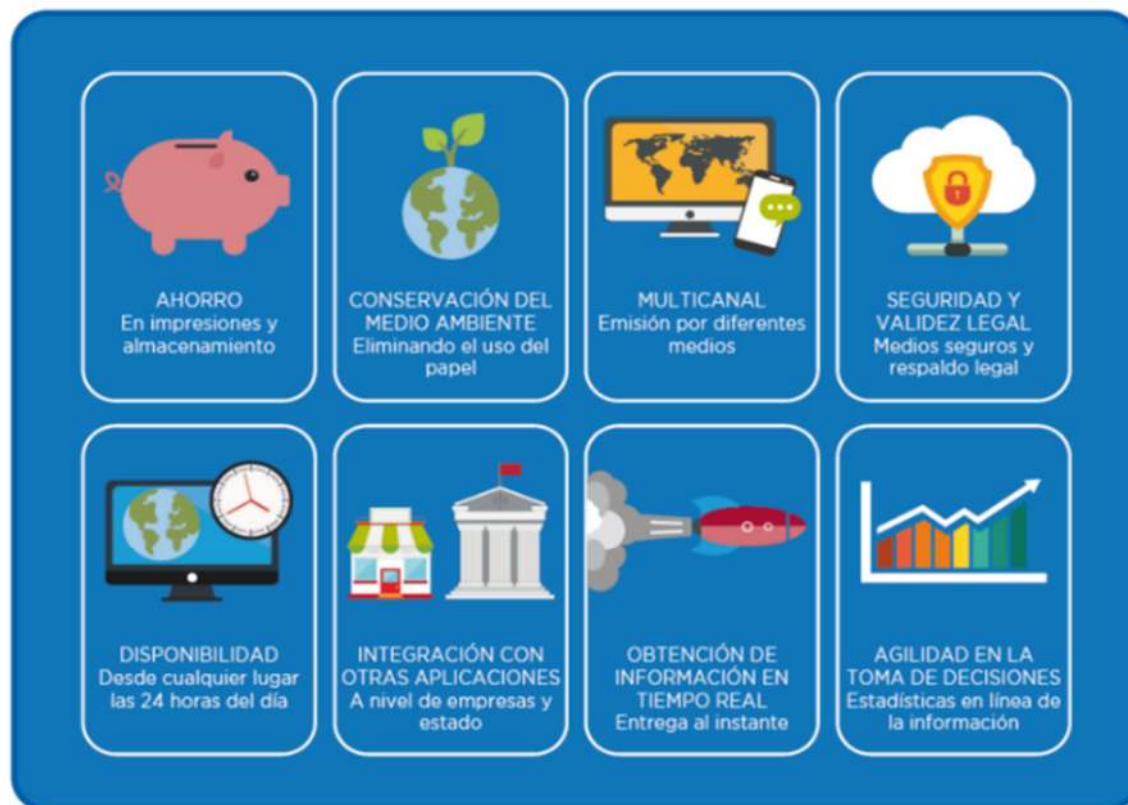 AHORRO
En impresiones y
almacenamiento
CONSERVACIÓN DEL
MEDIO AMBIENTE
Eliminando el uso del
papel
MULTICANAL
Emisión por diferentes
medios
SEGURIDAD Y
VALIDEZ LEGAL
Medios seguros y
respaldo legal
DISPONIBILIDAD
Desde cualquier lugar
las 24 horas del día
INTEGRACIÓN CON
OTRAS APLICACIONES
A nivel de empresas y
estado
OBTENCIÓN DE
INFORMACIÓN EN
TIEMPO REAL
Entrega al instante
AGILIDAD EN LA
TOMA DE DECISIONES
Estadísticas en línea de
la información